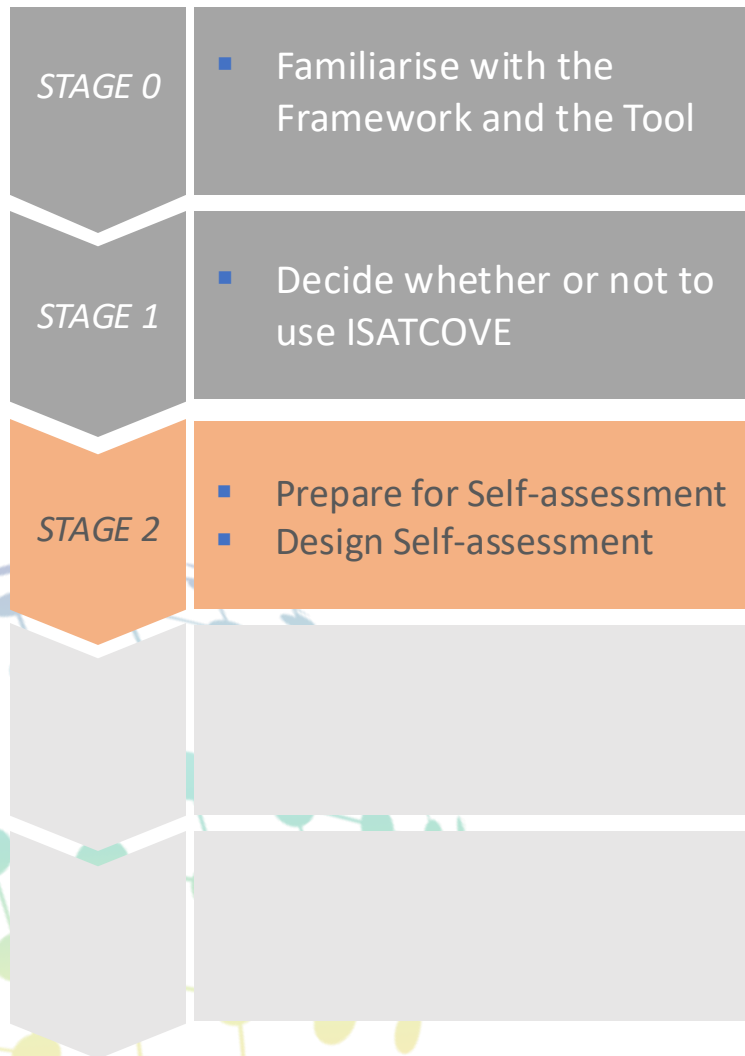 STAGE 0
▪ Familiarise with the
Framework and the Tool
STAGE 1
▪ Decide whether or not to
use ISATCOVE
STAGE 2
▪ Prepare for Self-assessment
▪ Design Self-assessment